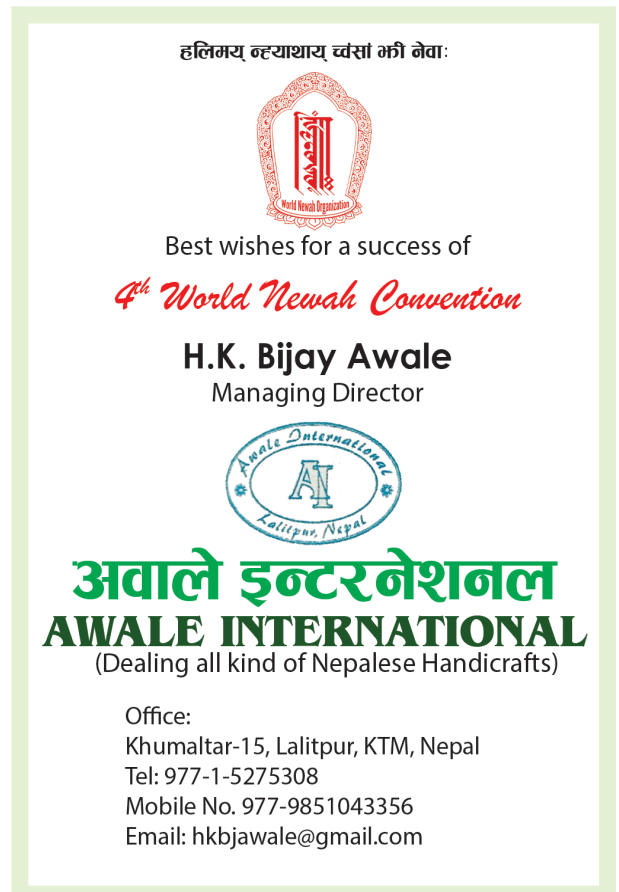 हलिमय् न्ह्याथाय् च्वंसां झी नेवाः
World Newah Organization
Best wishes for a success of
4th World Newah Convention
H.K. Bijay Awale
Managing Director
Awale International
AI
Lalitpur, Nepal
अवाले इन्टरनेशनल
AWALE INTERNATIONAL
(Dealing all kind of Nepalese Handicrafts)
Office:
Khumaltar-15, Lalitpur, KTM, Nepal
Tel: 977-1-5275308
Mobile No. 977-9851043356
Email: hkbjawale@gmail.com